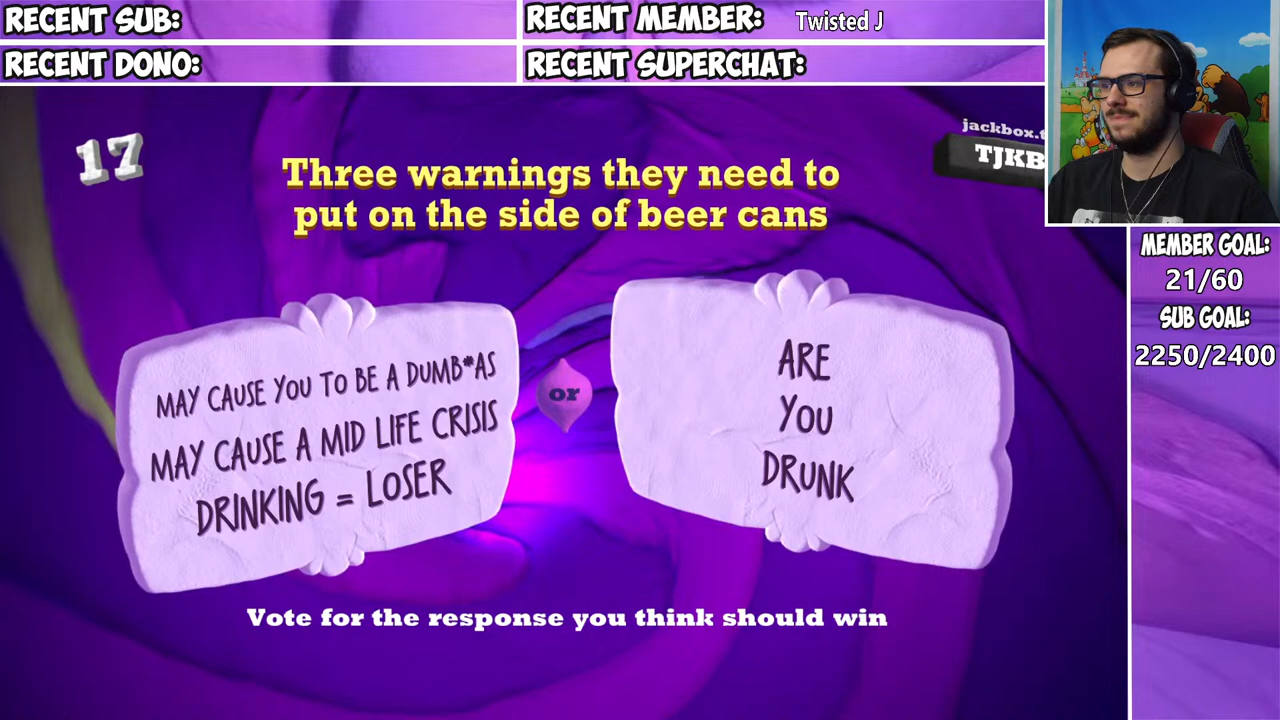 RECENT SUB:
RECENT MEMBER: Twisted J
RECENT DONO:
RECENT SUPERCHAT:
17
jackbox.t
TJKB
Three warnings they need to
put on the side of beer cans
MAY CAUSE YOU TO BE A DUMB*AS
MAY CAUSE A MID LIFE CRISIS
DRINKING = LOSER
or
ARE
YOU
DRUNK
Vote for the response you think should win
MEMBER GOAL:
21/60
SUB GOAL:
2250/2400